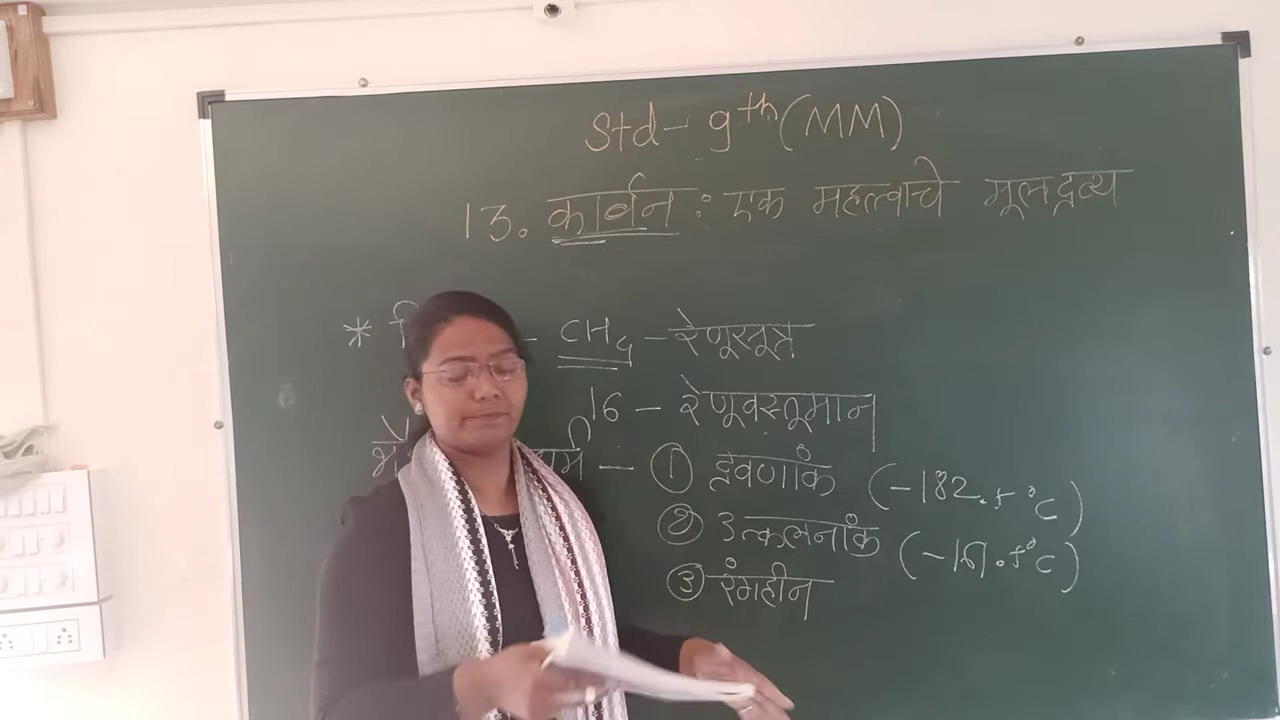 Std - 9th (MM)
13. कार्बन : एक महत्त्वाचे मूलद्रव्य
* - CH4 - रेणूसूत्र
16 - रेणूवस्तूमान
- ① द्रवणांक (-182.5°C)
② उत्कलनांक (-161.5°C)
③ रंगहीन